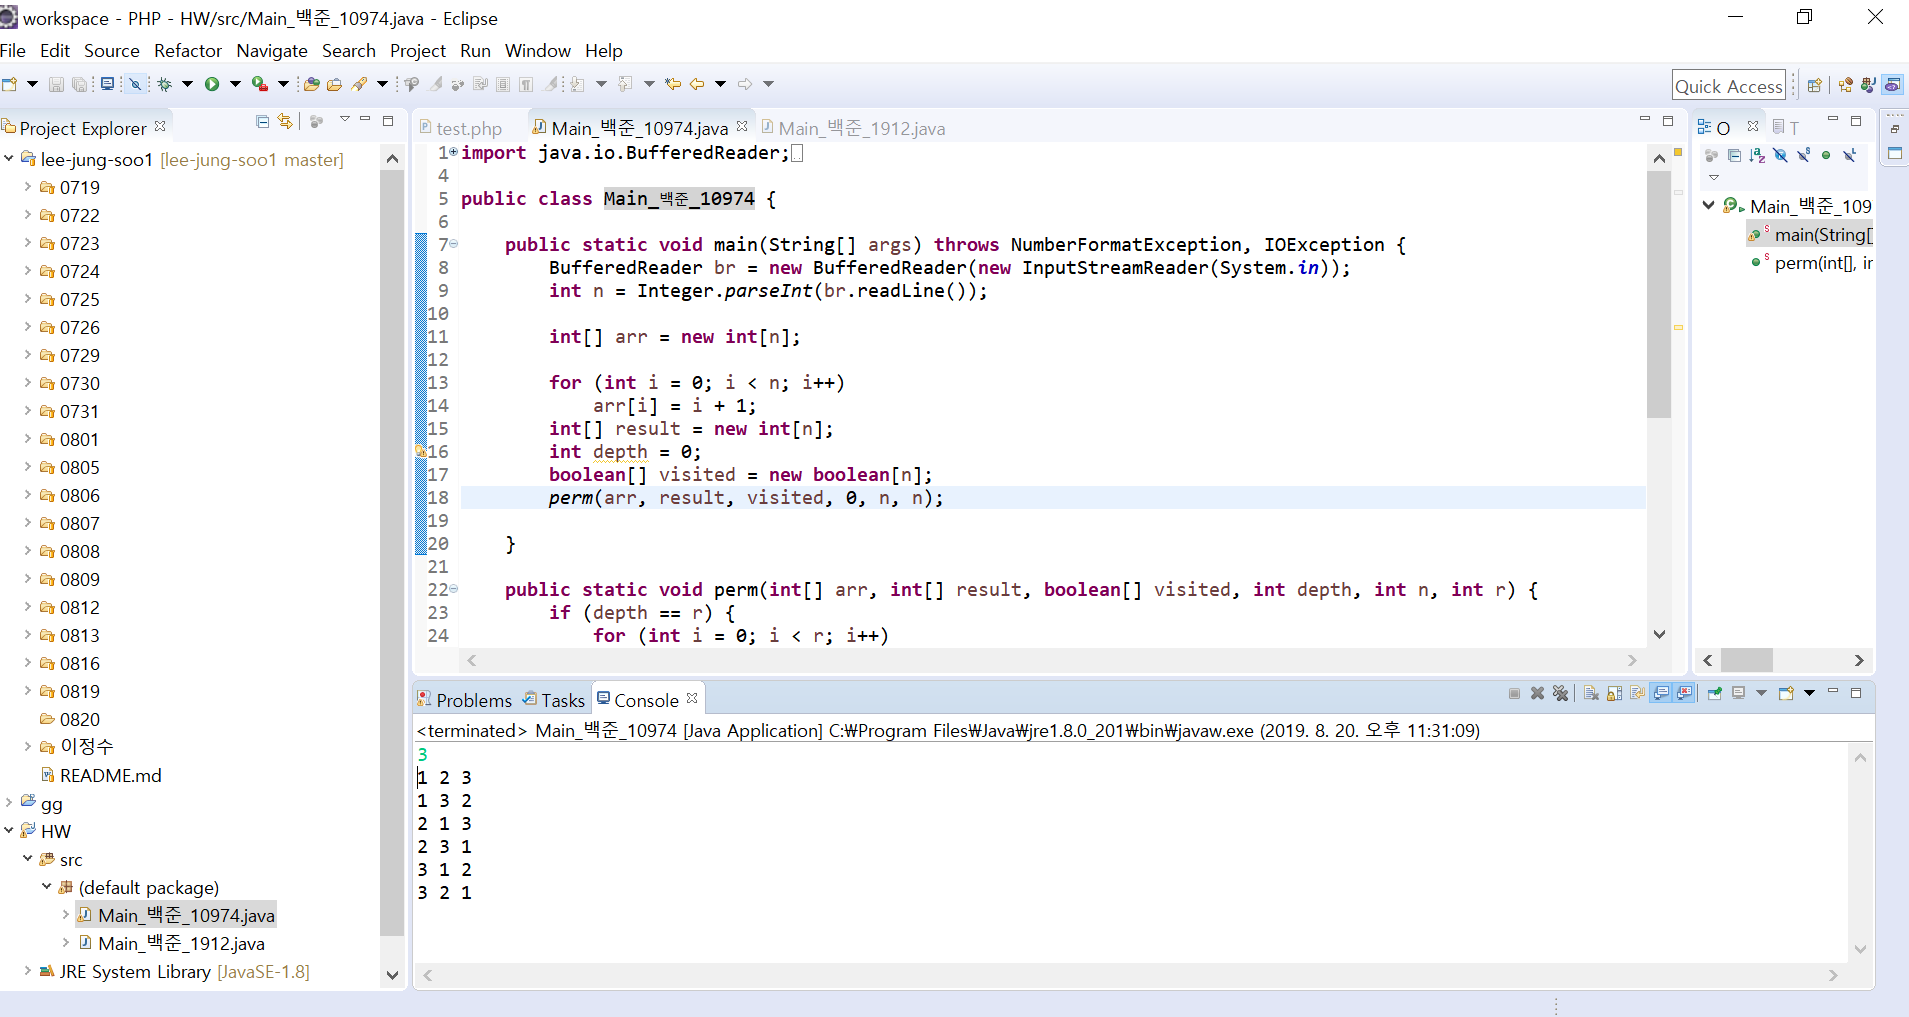 workspace - PHP - HW/src/Main_백준_10974.java - Eclipse
File Edit Source Refactor Navigate Search Project Run Window Help
Quick Access
Project Explorer
lee-jung-soo1 [lee-jung-soo1 master]
0719
0722
0723
0724
0725
0726
0729
0730
0731
0801
0805
0806
0807
0808
0809
0812
0813
0816
0819
0820
이정수
README.md
gg
HW
src
(default package)
Main_백준_10974.java
Main_백준_1912.java
JRE System Library [JavaSE-1.8]
test.php Main_백준_10974.java Main_백준_1912.java
1 import java.io.BufferedReader;
4
5 public class Main_백준_10974 {
6
7 public static void main(String[] args) throws NumberFormatException, IOException {
8 BufferedReader br = new BufferedReader(new InputStreamReader(System.in));
9 int n = Integer.parseInt(br.readLine());
10
11 int[] arr = new int[n];
12
13 for (int i = 0; i < n; i++)
14 arr[i] = i + 1;
15 int[] result = new int[n];
16 int depth = 0;
17 boolean[] visited = new boolean[n];
18 perm(arr, result, visited, 0, n, n);
19
20 }
21
22 public static void perm(int[] arr, int[] result, boolean[] visited, int depth, int n, int r) {
23 if (depth == r) {
24 for (int i = 0; i < r; i++)
O T
Main_백준_109
main(String[
perm(int[], ir
Problems Tasks Console
<terminated> Main_백준_10974 [Java Application] C:₩Program Files₩Java₩jre1.8.0_201₩bin₩javaw.exe (2019. 8. 20. 오후 11:31:09)
3
1 2 3
1 3 2
2 1 3
2 3 1
3 1 2
3 2 1